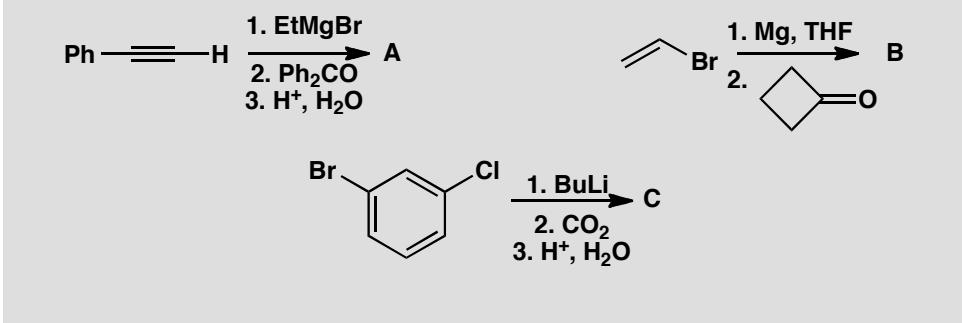 1. EtMgBr
Ph H A
2. Ph₂CO
3. H⁺, H₂O
1. Mg, THF
Br B
2.
O
Br Cl
1. BuLi C
2. CO₂
3. H⁺, H₂O